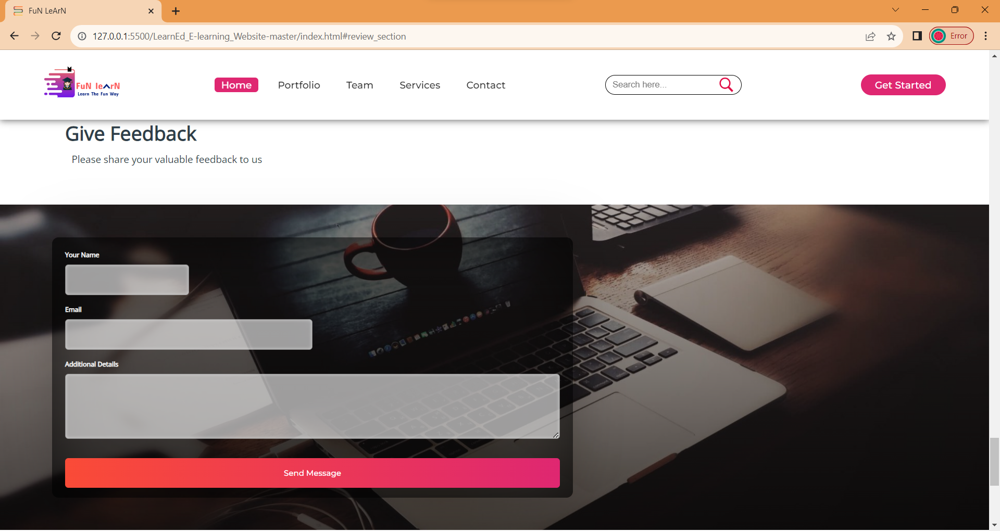 FuN LeArN
127.0.0.1:5500/LearnEd_E-learning_Website-master/index.html#review_section
Error
FuN leArN
Learn The Fun Way
Home
Portfolio
Team
Services
Contact
Search here...
Get Started
Give Feedback
Please share your valuable feedback to us
Your Name
Email
Additional Details
Send Message